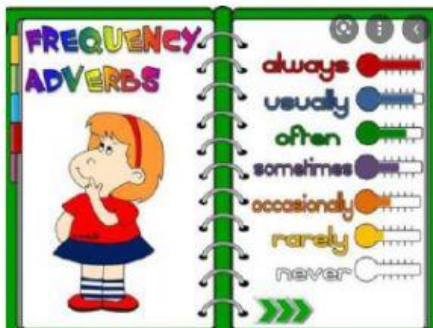 FREQUENCY
ADVERBS
always
usually
often
sometimes
occasionally
rarely
never